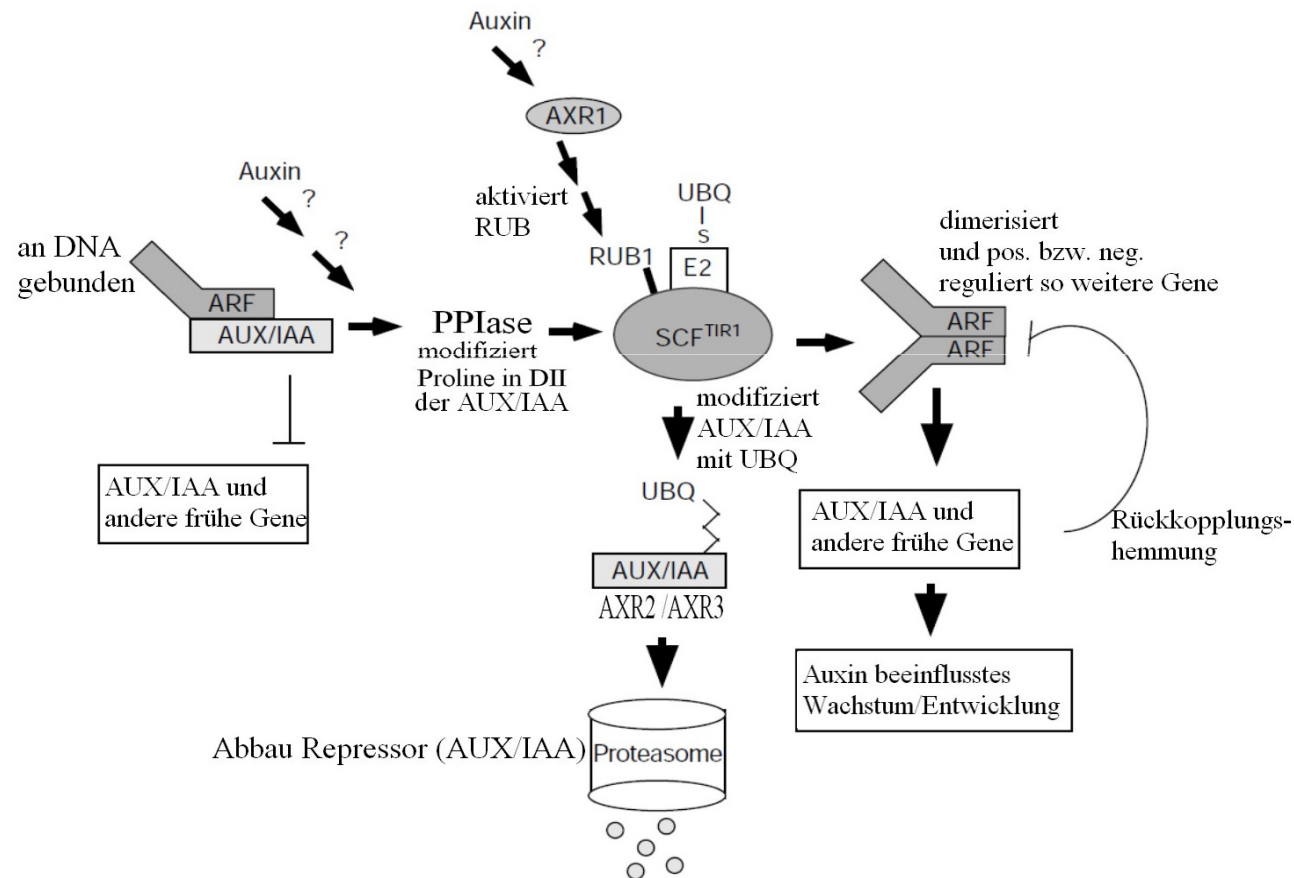 Auxin
?
AXR1
aktiviert
RUB
RUB1
UBQ
S
E2
SCF^TIR1
Auxin
?
?
an DNA
gebunden
ARF
AUX/IAA
AUX/IAA und
andere frühe Gene
PPIase
modifiziert
Proline in DII
der AUX/IAA
modifiziert
AUX/IAA
mit UBQ
UBQ
AUX/IAA
AXR2 /AXR3
Abbau Repressor (AUX/IAA)
Proteasome
dimerisiert
und pos. bzw. neg.
reguliert so weitere Gene
ARF
ARF
AUX/IAA und
andere frühe Gene
Rückkopplungs-
hemmung
Auxin beeinflusstes
Wachstum/Entwicklung